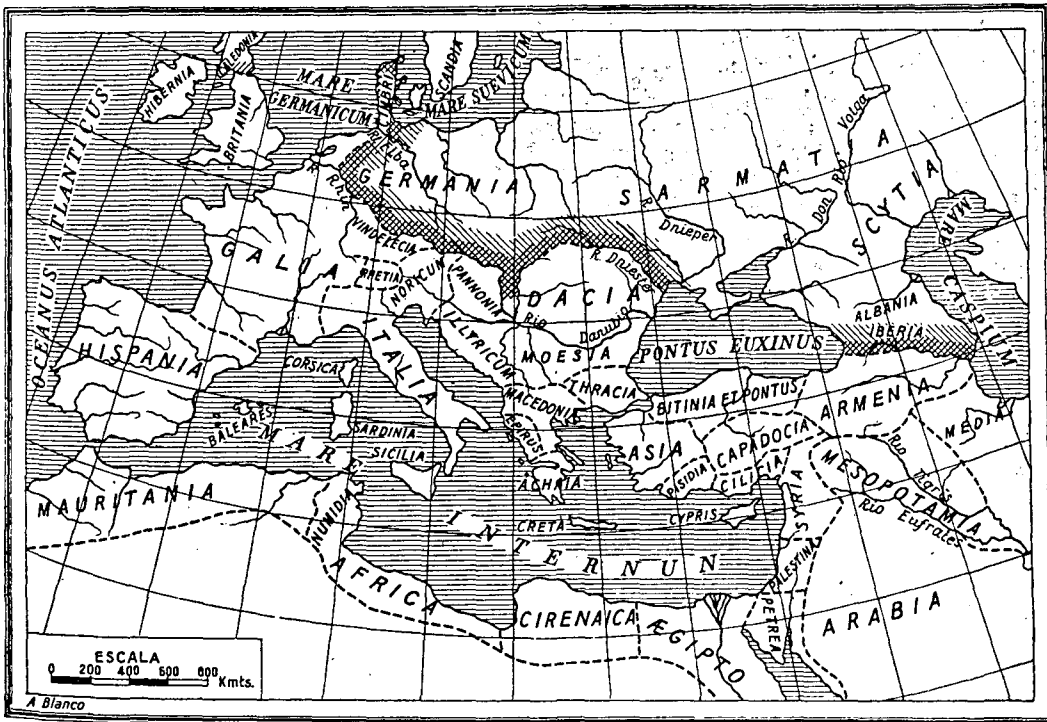 CALEDONIA
HIBERNIA
BRITANIA
MARE
GERMANICUM
CIMBRIA
SCANDIA
MARE SUEVICUM
OCEANUS ATLANTICUS
R. Elba
R. Rhin
GERMANIA
SARMATIA
R. Dnieper
R. Don
Rio Volga
SCYTIA
MARE CASPIUM
VINDELECIA
GALIA
RHETIA
NORICUM
PANNONIA
R. Dniester
DACIA
Rio Danubio
ILLYRICUM
MOESIA
PONTUS EUXINUS
ALBANIA
IBERIA
HISPANIA
CORSICA
ITALIA
THRACIA
MACEDONIA
BITINIA ET PONTUS
ARMENIA
MEDIA
BALEARES
SARDINIA
SICILIA
EPIRUS
ASIA
CAPADOCIA
PISIDIA
CILICIA
ACHAIA
MARE
INTERNUN
CRETA
CYPRIS
SYRIA
MESOPOTAMIA
Rio Tigris
Rio Eufrates
MAURITANIA
NUMIDIA
AFRICA
CIRENAICA
ÆGIPTO
PALESTINA
PETREA
ARABIA
ESCALA
0 200 400 600 800 Kmts.
A Blanco